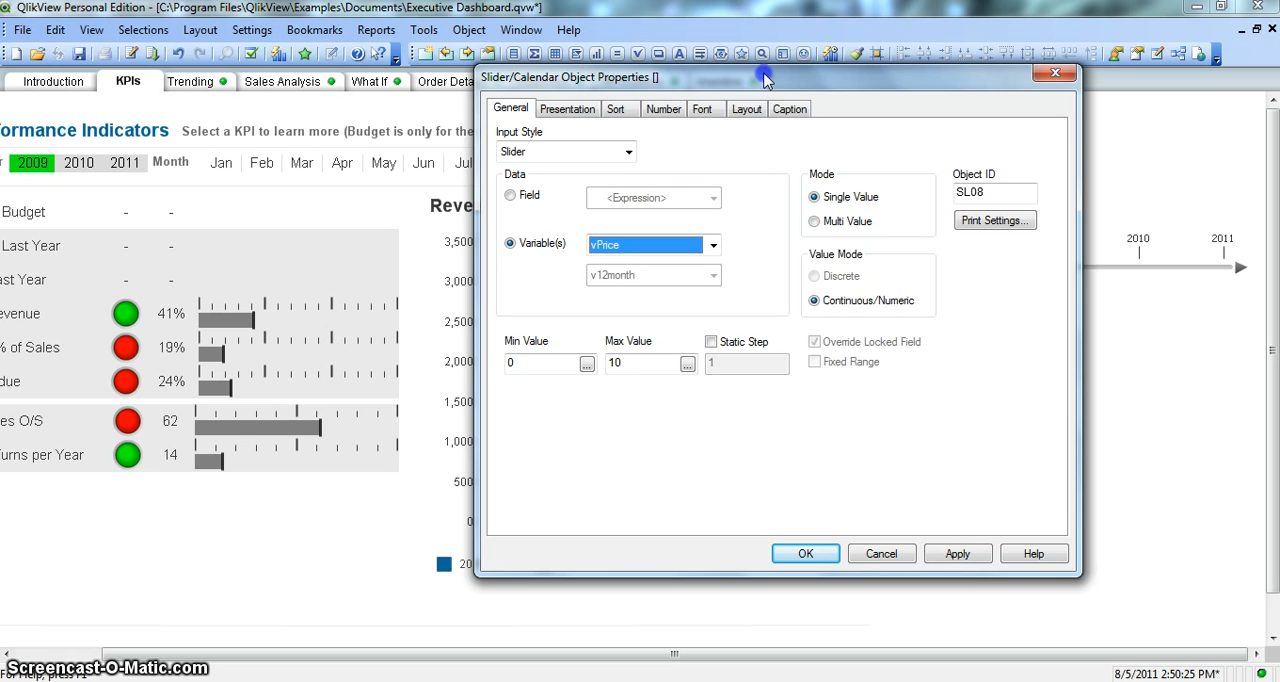 QlikView Personal Edition - [C:\Program Files\QlikView\Examples\Documents\Executive Dashboard.qvw*]
File Edit View Selections Layout Settings Bookmarks Reports Tools Object Window Help
Introduction KPIs Trending Sales Analysis at If Order Deta
ormance Indicators Select a KPI to learn more (Budget is only for the
r 2009 2010 2011 Month Jan Feb Mar Apr May Jun Jul
Budget - -
Last Year - -
ast Year - -
evenue 41%
% of Sales 19%
due 24%
es O/S 62
Turns per Year 14
Reve
3,500
3,000
2,500
2,000
1,500
1,000
500
0
20
2010 2011
Slider/Calendar Object Properties []
General Presentation Sort Number Font Layout Caption
Input Style
Slider
Data
Field <Expression>
Variable(s) vPrice
v12month
Mode
Single Value
Multi Value
Value Mode
Discrete
Continuous/Numeric
Object ID
SL08
Print Settings...
Min Value Max Value Static Step
0 ... 10 ... 1
Override Locked Field
Fixed Range
OK Cancel Apply Help
Screencast-O-Matic.com
For Help, press F1
8/5/2011 2:50:25 PM*